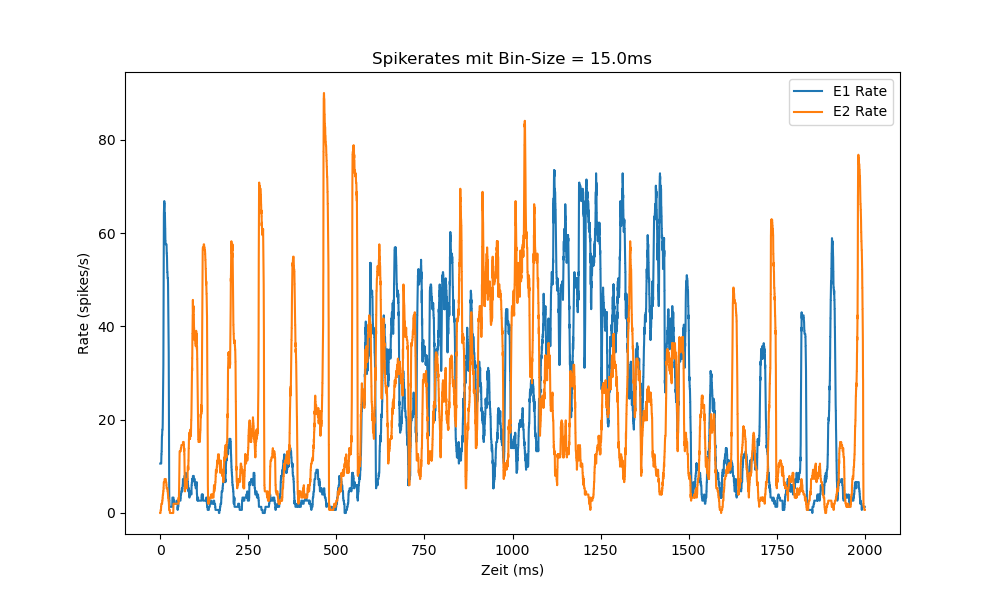 Spikerates mit Bin-Size = 15.0ms
E1 Rate
E2 Rate
Rate (spikes/s)
80
60
40
20
0
0 250 500 750 1000 1250 1500 1750 2000
Zeit (ms)